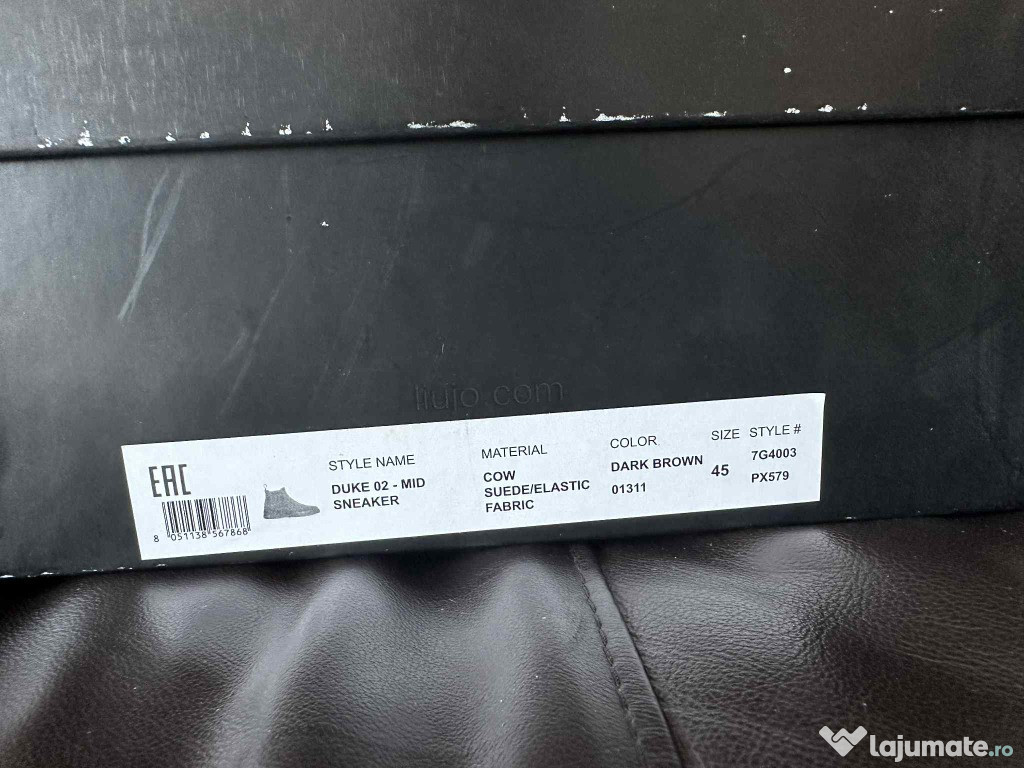 liujo.com
EAC
8 051138 567868
STYLE NAME
DUKE 02 - MID
SNEAKER
MATERIAL
COW
SUEDE/ELASTIC
FABRIC
COLOR
DARK BROWN
01311
SIZE
45
STYLE #
7G4003
PX579
lajumate.ro